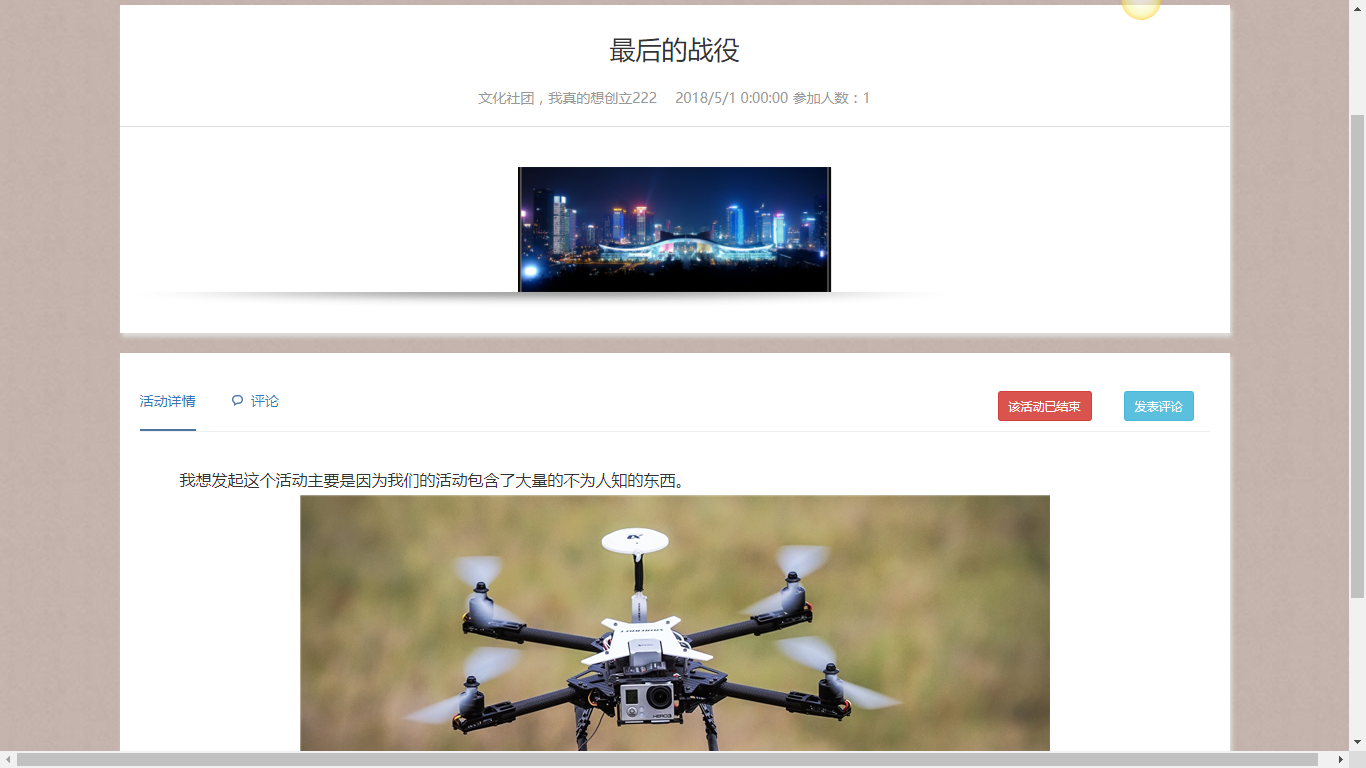 最后的战役
文化社团，我真的想创立222 2018/5/1 0:00:00 参加人数：1
活动详情 评论 该活动已结束 发表评论
我想发起这个活动主要是因为我们的活动包含了大量的不为人知的东西。
HERO3